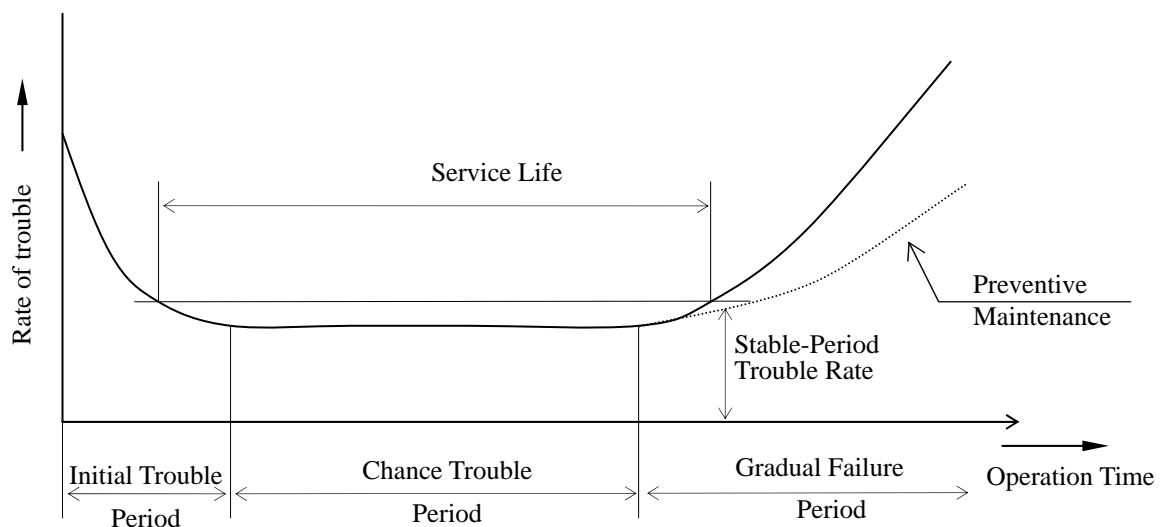 Service Life
Rate of trouble
Preventive
Maintenance
Stable-Period
Trouble Rate
Initial Trouble
Period
Chance Trouble
Period
Gradual Failure
Period
Operation Time